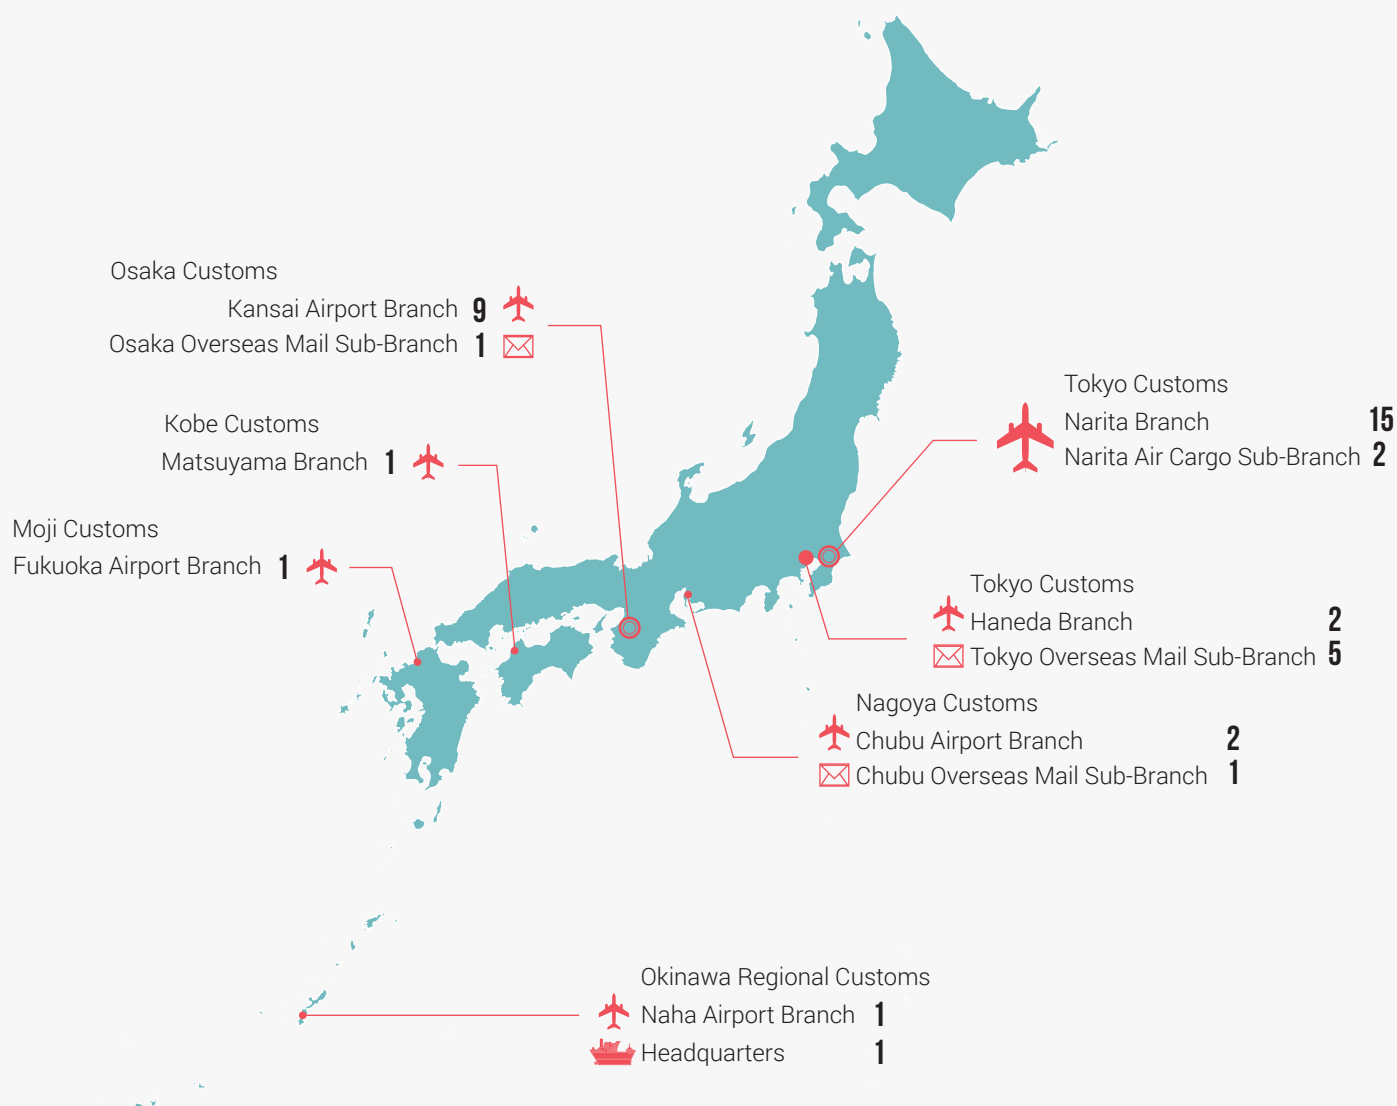 Osaka Customs
Kansai Airport Branch 9
Osaka Overseas Mail Sub-Branch 1
Kobe Customs
Matsuyama Branch 1
Moji Customs
Fukuoka Airport Branch 1
Tokyo Customs
Narita Branch 15
Narita Air Cargo Sub-Branch 2
Tokyo Customs
Haneda Branch 2
Tokyo Overseas Mail Sub-Branch 5
Nagoya Customs
Chubu Airport Branch 2
Chubu Overseas Mail Sub-Branch 1
Okinawa Regional Customs
Naha Airport Branch 1
Headquarters 1